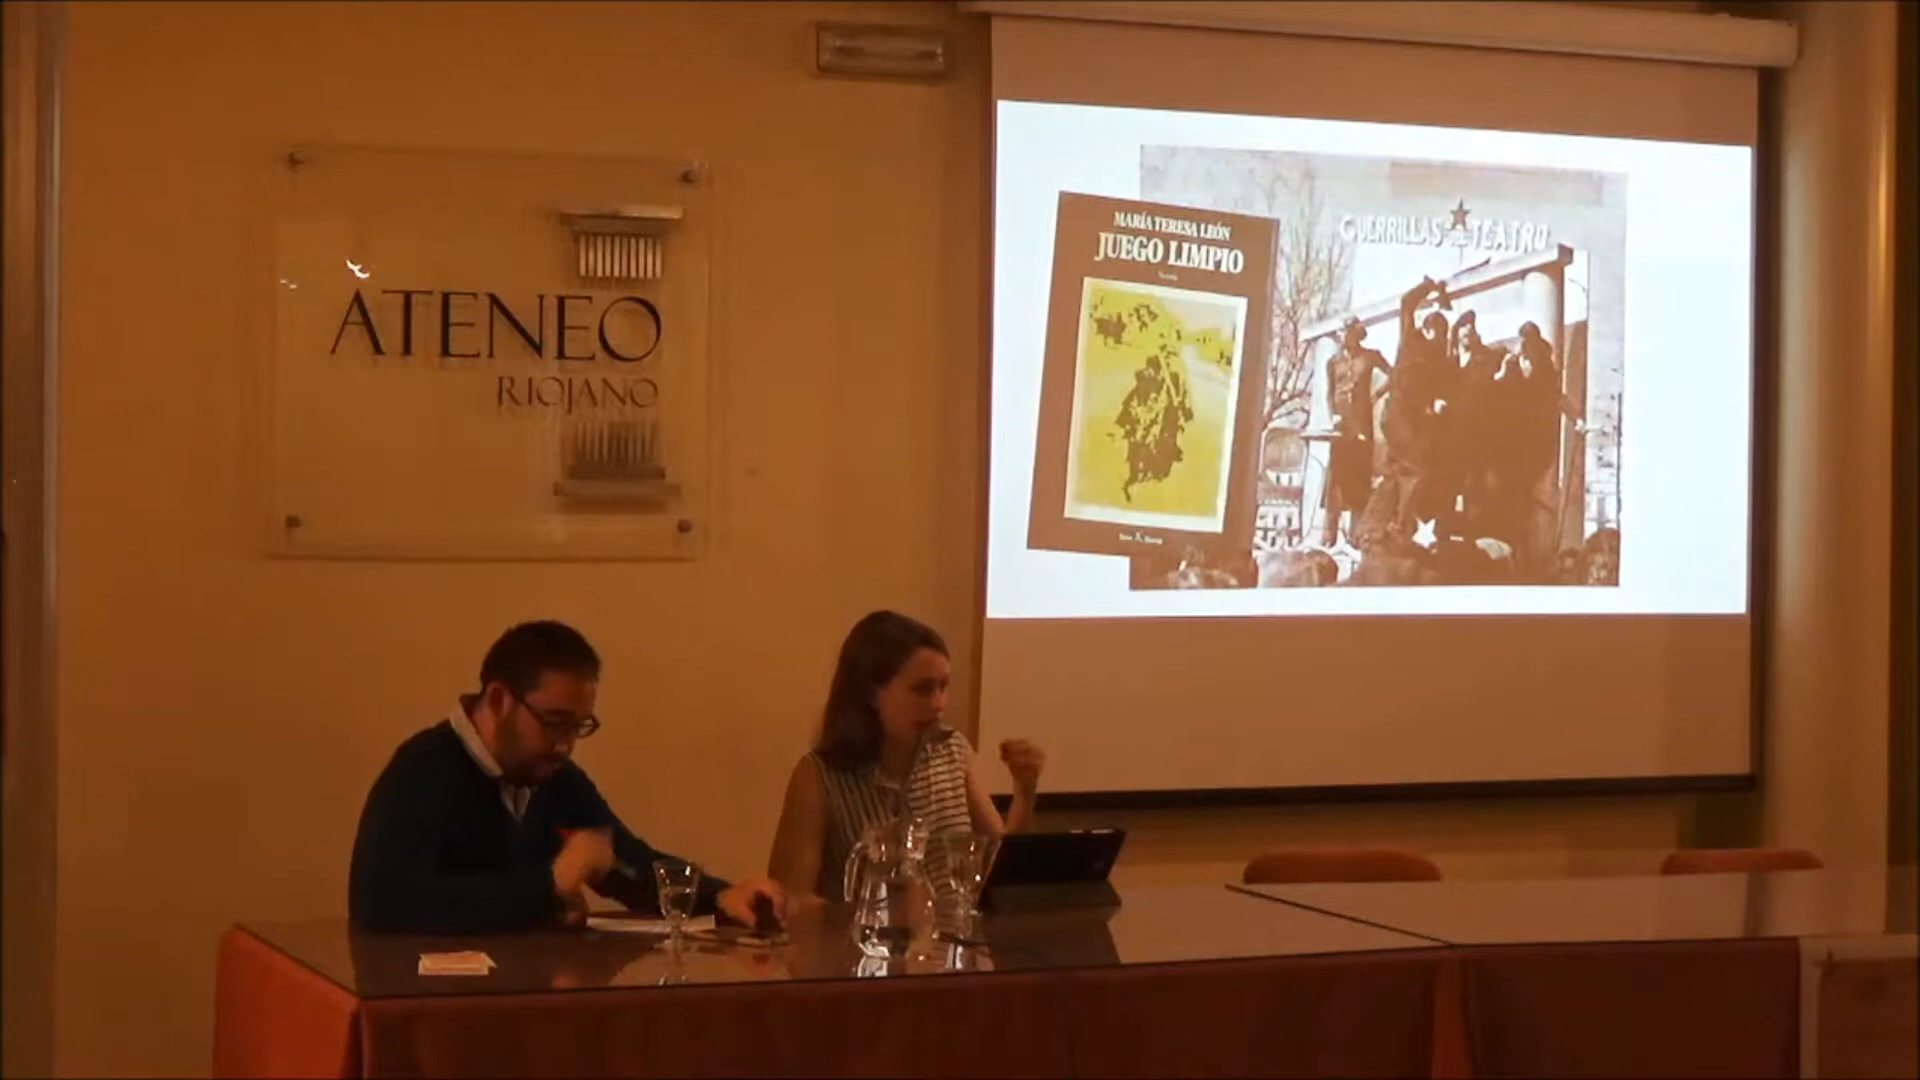 ATENEO
RIOJANO
MARÍA TERESA LEÓN
JUEGO LIMPIO
GUERRILLAS TEATRO